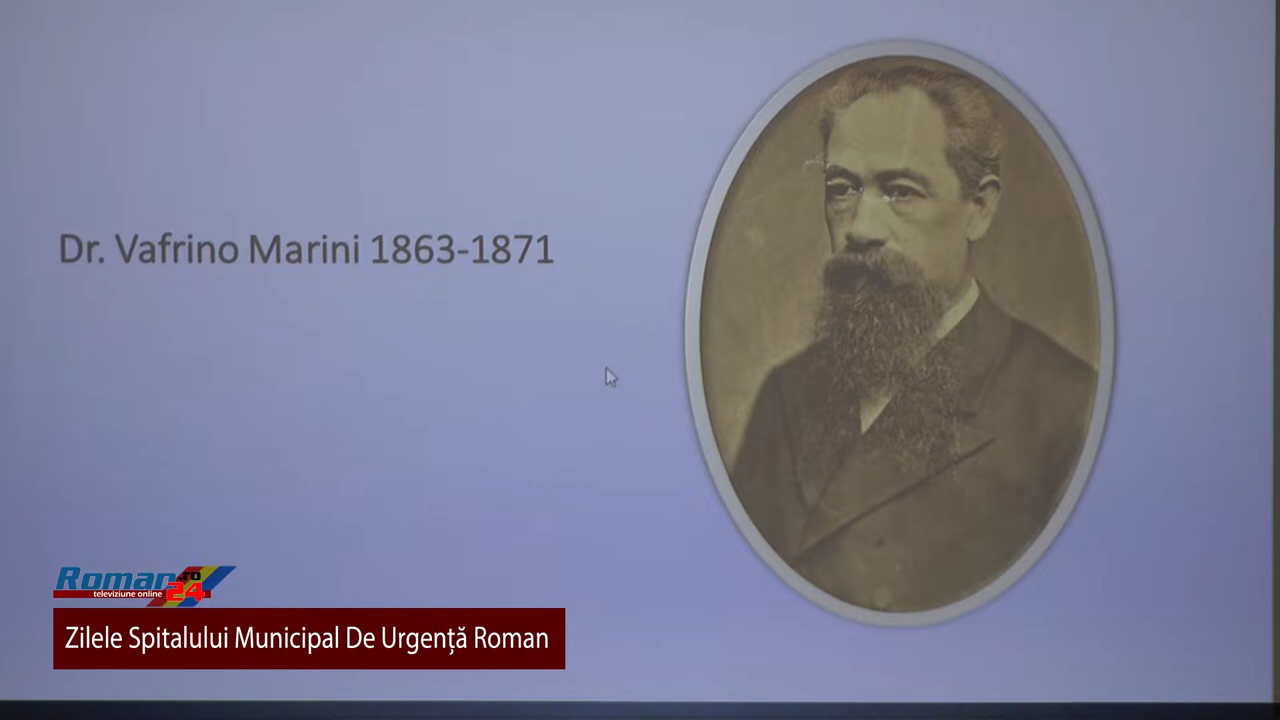 Dr. Vafrino Marini 1863-1871
Roman .ro
24
televiziune online
Zilele Spitalului Municipal De Urgență Roman